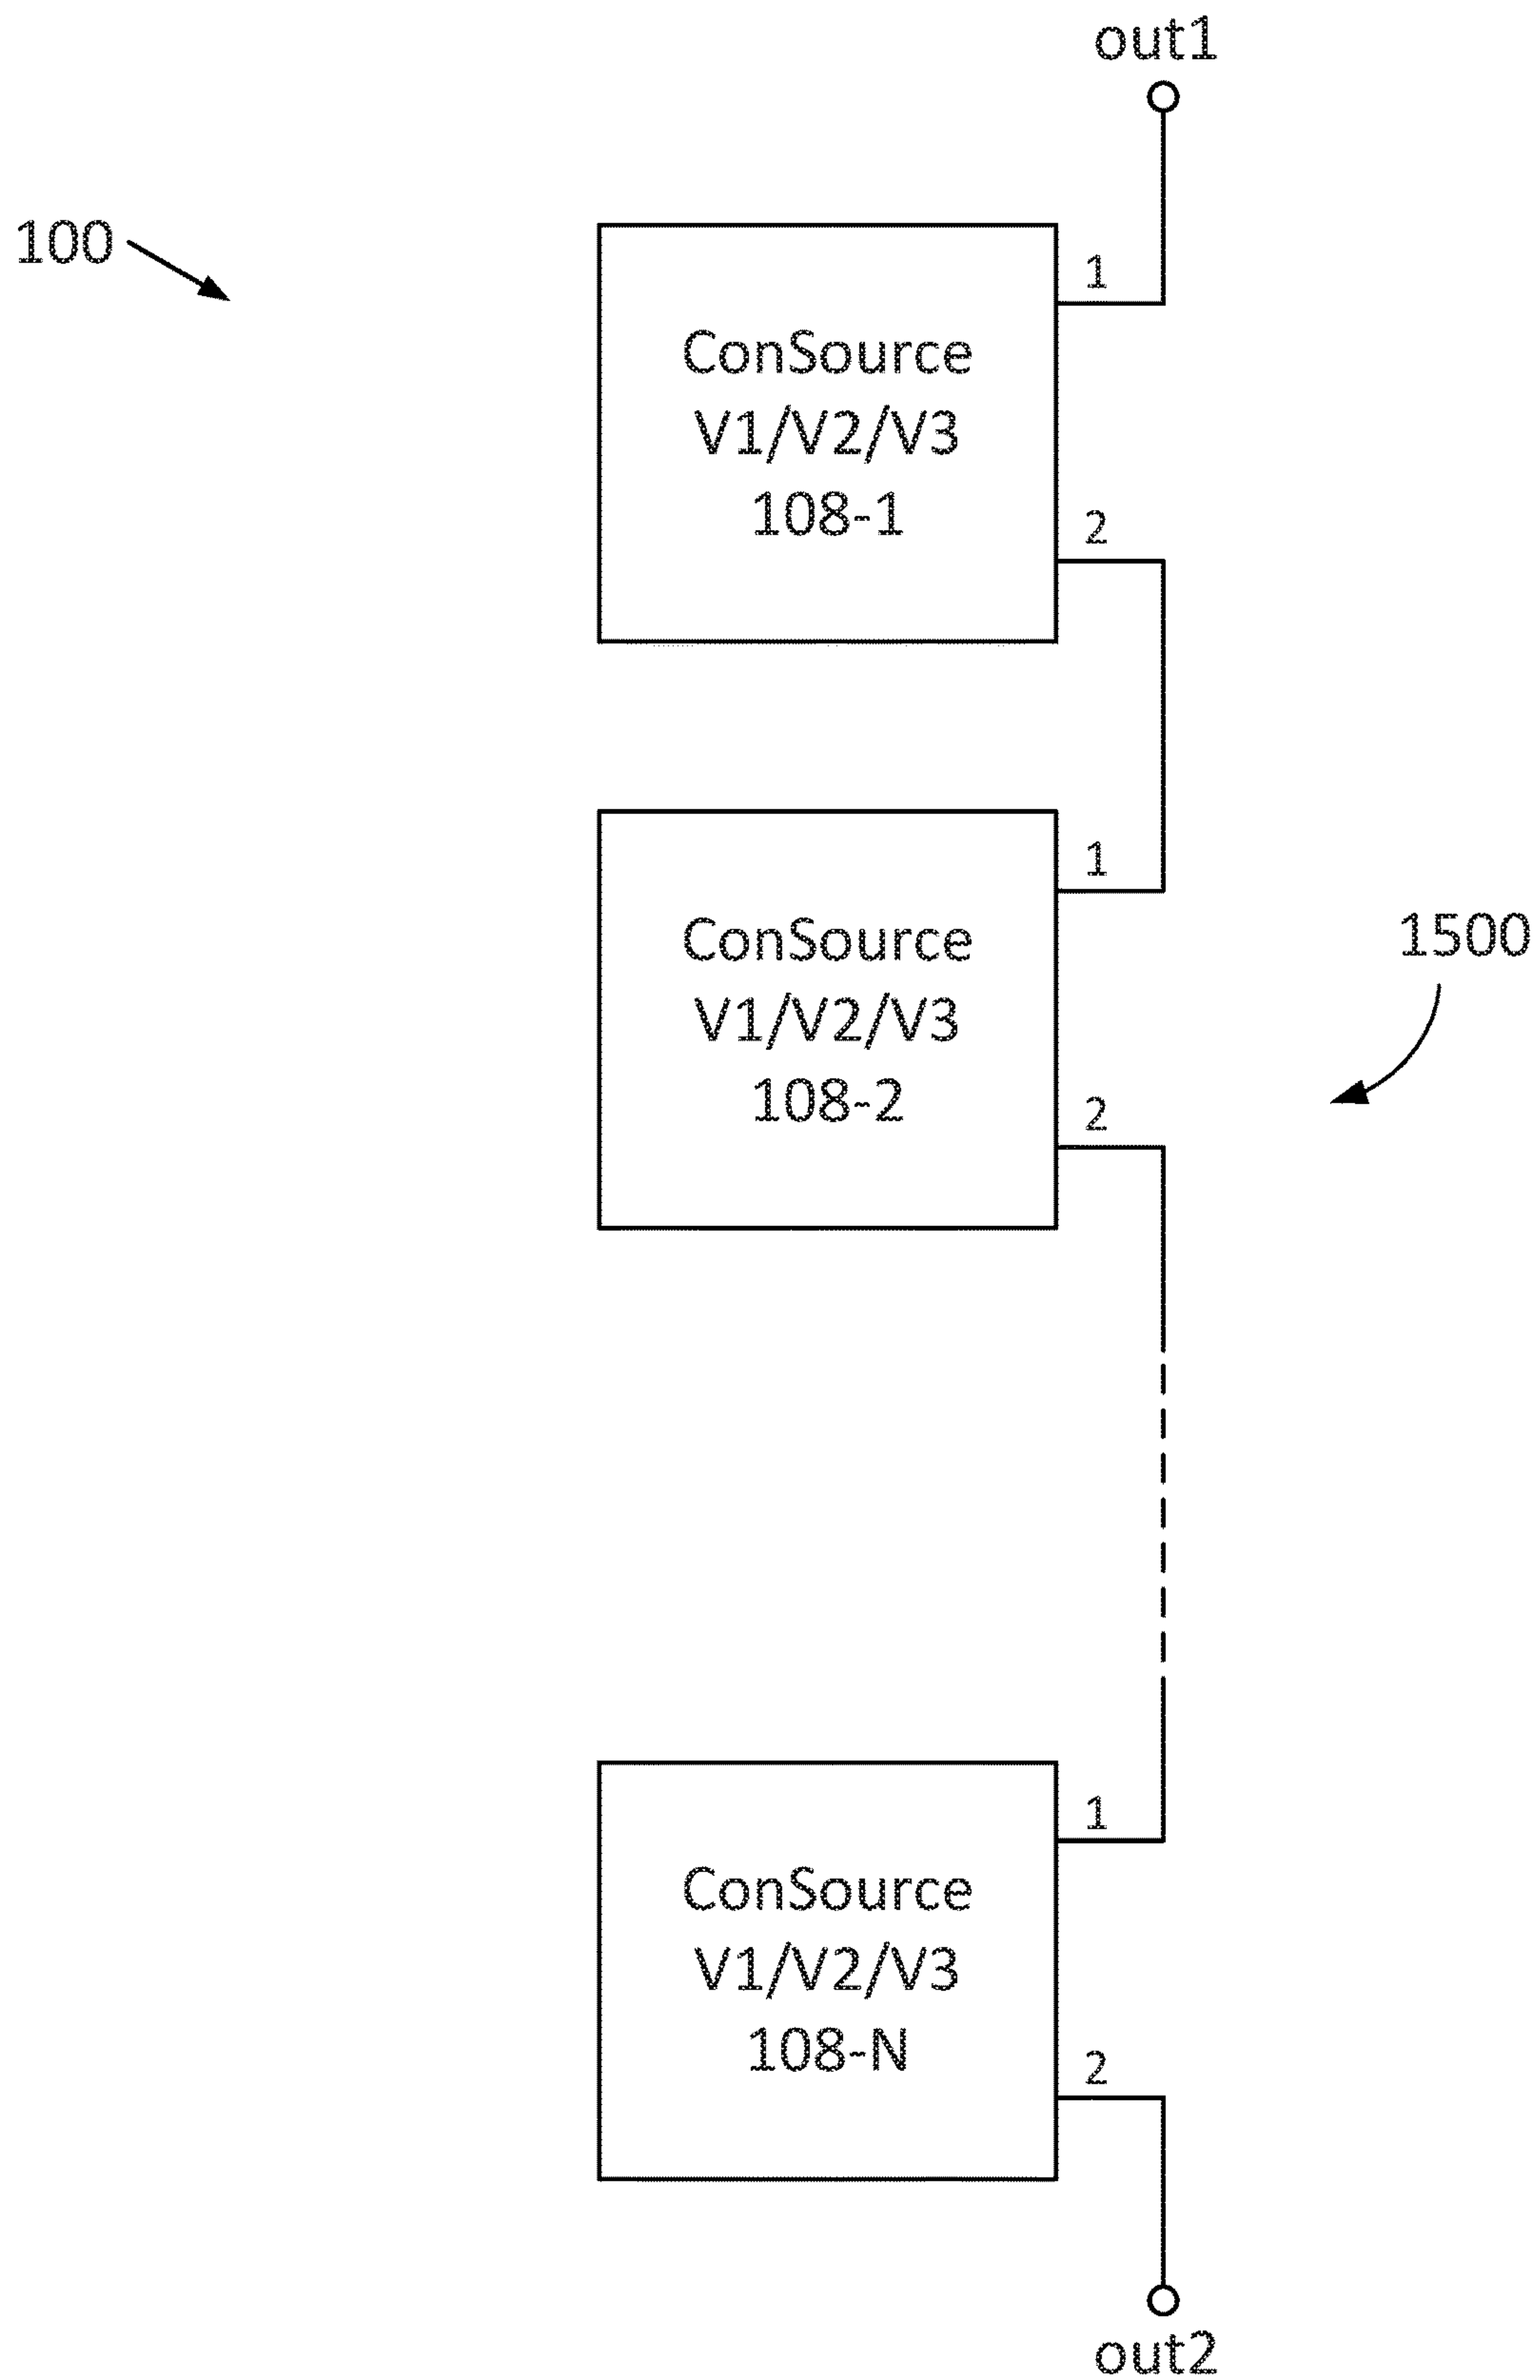 out1
100
1
ConSource
V1/V2/V3
108-1
2
1
ConSource
V1/V2/V3
108-2
2
1500
1
ConSource
V1/V2/V3
108-N
2
out2